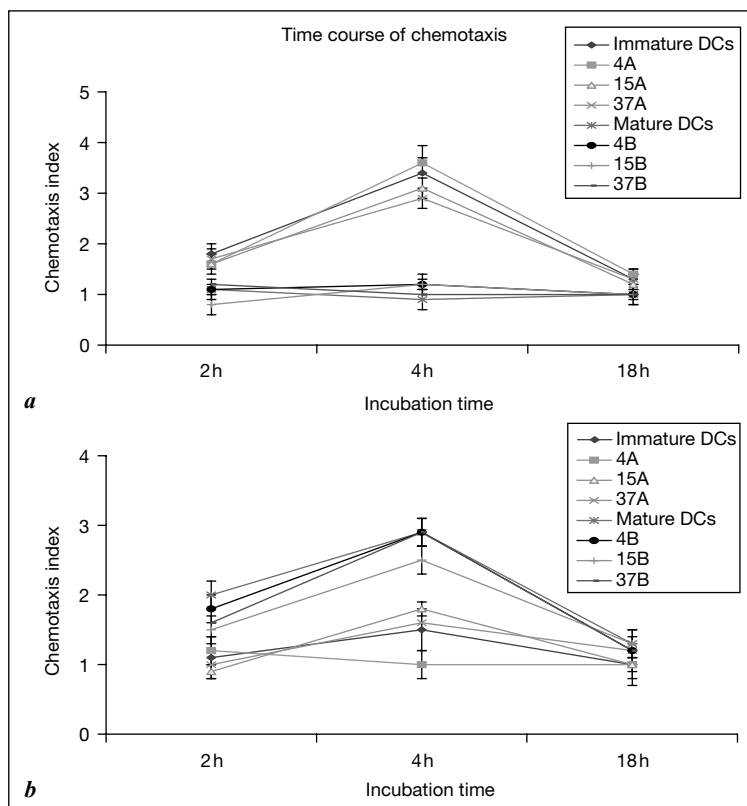 Time course of chemotaxis
Immature DCs
4A
15A
37A
Mature DCs
4B
15B
37B
5
4
3
2
1
0
Chemotaxis index
2h
4h
18h
Incubation time
a
Immature DCs
4A
15A
37A
Mature DCs
4B
15B
37B
4
3
2
1
0
Chemotaxis index
2h
4h
18h
Incubation time
b